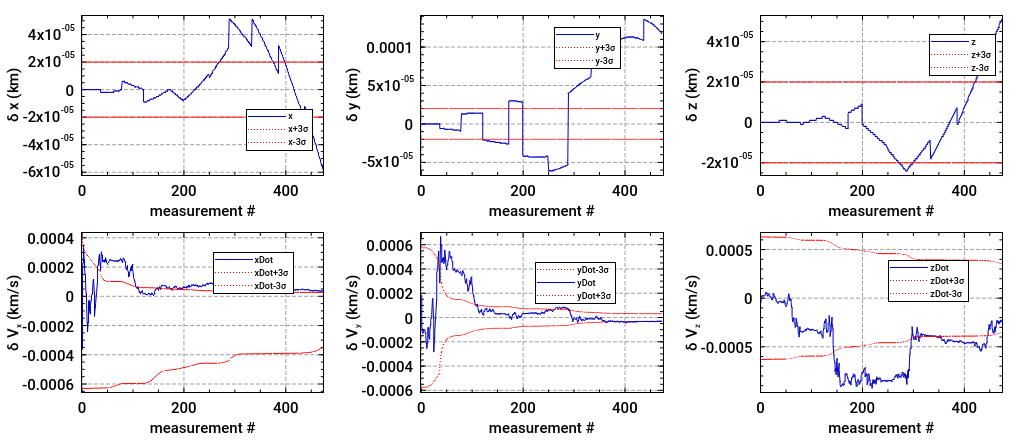 4x10^-05
2x10^-05
0
-2x10^-05
-4x10^-05
-6x10^-05
δ x (km)
x
x+3σ
x-3σ
0 200 400
measurement #
0.0001
5x10^-05
0
-5x10^-05
δ y (km)
y
y+3σ
y-3σ
0 200 400
measurement #
4x10^-05
2x10^-05
0
-2x10^-05
δ z (km)
z
z+3σ
z-3σ
0 200 400
measurement #
0.0004
0.0002
0
-0.0002
-0.0004
-0.0006
(km/s)
xDot
xDot+3σ
xDot-3σ
0 200 400
measurement #
0.0006
0.0004
0.0002
0
-0.0002
-0.0004
-0.0006
δ Vy (km/s)
yDot-3σ
yDot
yDot+3σ
0 200 400
measurement #
0.0005
0
-0.0005
δ Vz (km/s)
zDot
zDot+3σ
zDot-3σ
0 200 400
measurement #